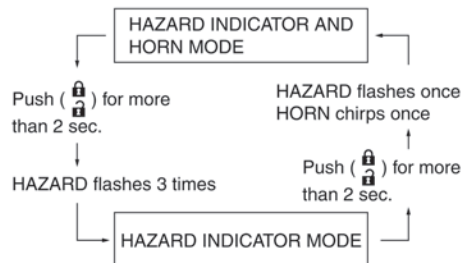 HAZARD INDICATOR AND
HORN MODE
Push ( ) for more
than 2 sec.
HAZARD flashes 3 times
HAZARD INDICATOR MODE
Push ( ) for more
than 2 sec.
HAZARD flashes once
HORN chirps once